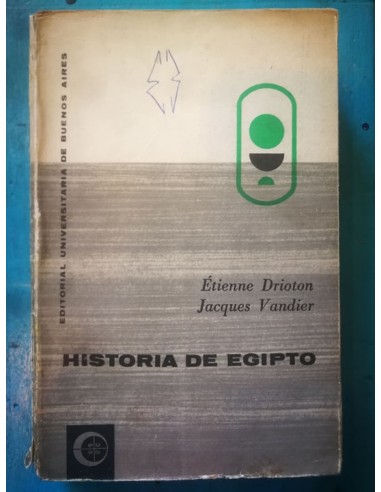 EDITORIAL UNIVERSITARIA DE BUENOS AIRES
Étienne Drioton
Jacques Vandier
HISTORIA DE EGIPTO